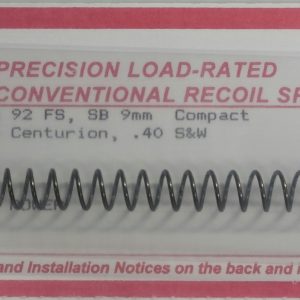 PRECISION LOAD-RATED
CONVENTIONAL RECOIL
92 FS, SB 9mm Compact
Centurion, .40 S&W
and Installation Notices on the back and